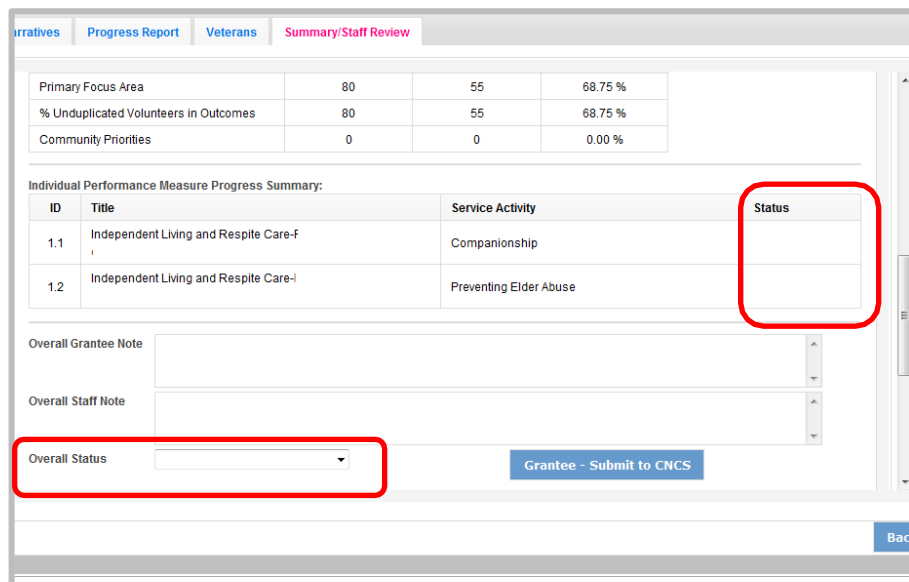 arratives Progress Report Veterans Summary/Staff Review
Primary Focus Area 80 55 68.75 %
% Unduplicated Volunteers in Outcomes 80 55 68.75 %
Community Priorities 0 0 0.00 %
Individual Performance Measure Progress Summary:
ID Title Service Activity Status
1.1 Independent Living and Respite Care-F Companionship
1.2 Independent Living and Respite Care- Preventing Elder Abuse
Overall Grantee Note
Overall Staff Note
Overall Status
Grantee - Submit to CNCS
Bac